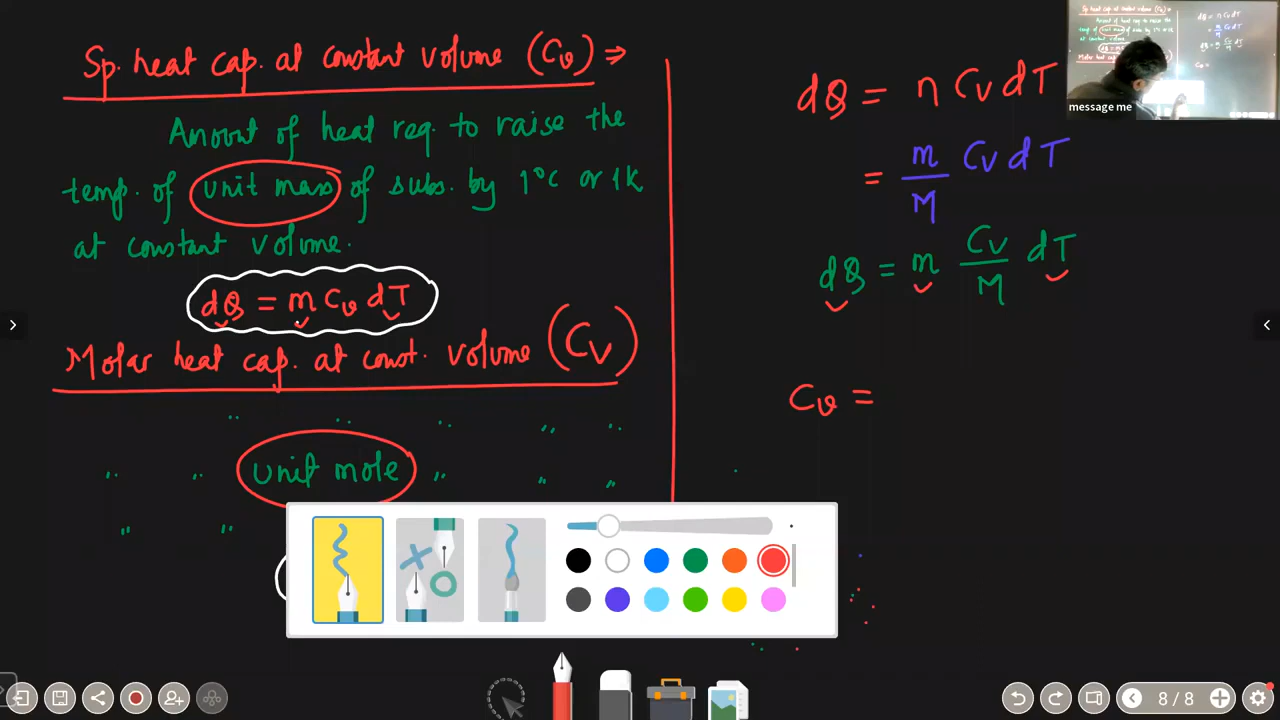 Sp. heat cap. at constant volume (Cv) ⇒
Amount of heat req. to raise the
temp. of unit mass of subs. by 1°C or 1K
at constant volume.
dQ = m Cv dT
Molar heat cap. at const. volume (CV)
" " " " "
" " unit mole " " "
" "
dQ = n CV dT
= m/M CV dT
dQ = m CV/M dT
Cv =
message me
8/8